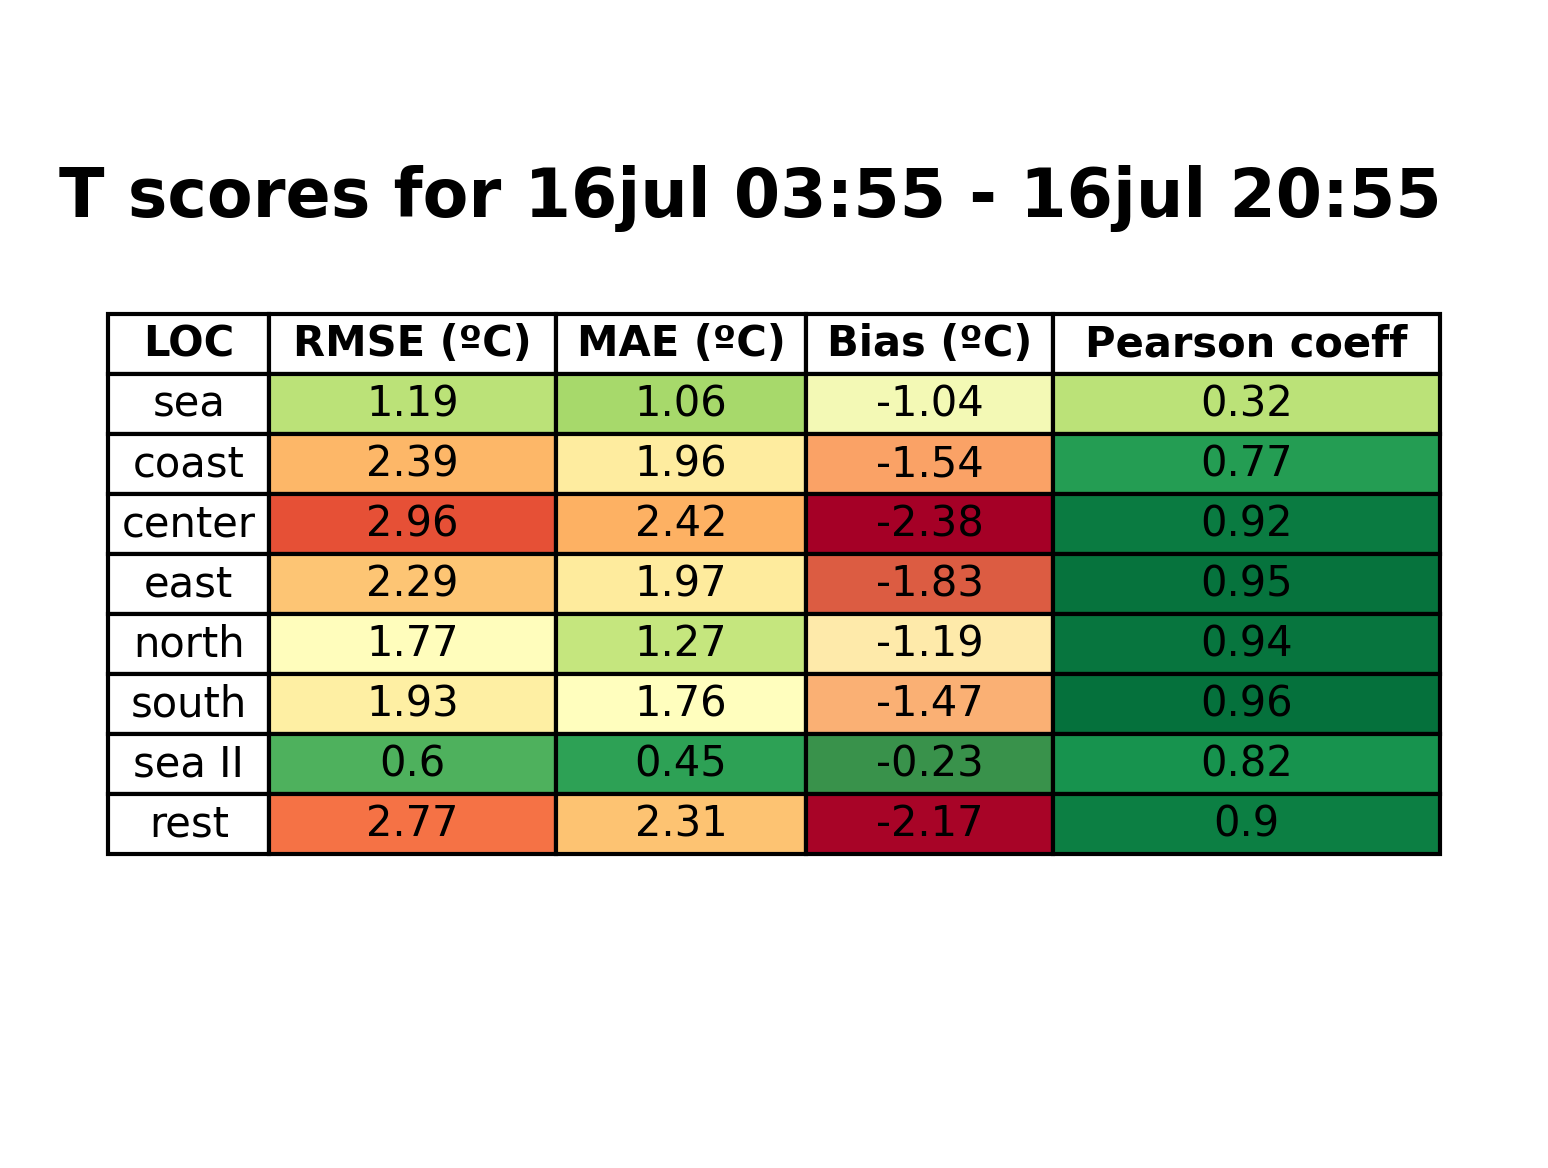 T scores for 16jul 03:55 - 16jul 20:55
LOC RMSE (ºC) MAE (ºC) Bias (ºC) Pearson coeff
sea 1.19 1.06 -1.04 0.32
coast 2.39 1.96 -1.54 0.77
center 2.96 2.42 -2.38 0.92
east 2.29 1.97 -1.83 0.95
north 1.77 1.27 -1.19 0.94
south 1.93 1.76 -1.47 0.96
sea II 0.6 0.45 -0.23 0.82
rest 2.77 2.31 -2.17 0.9